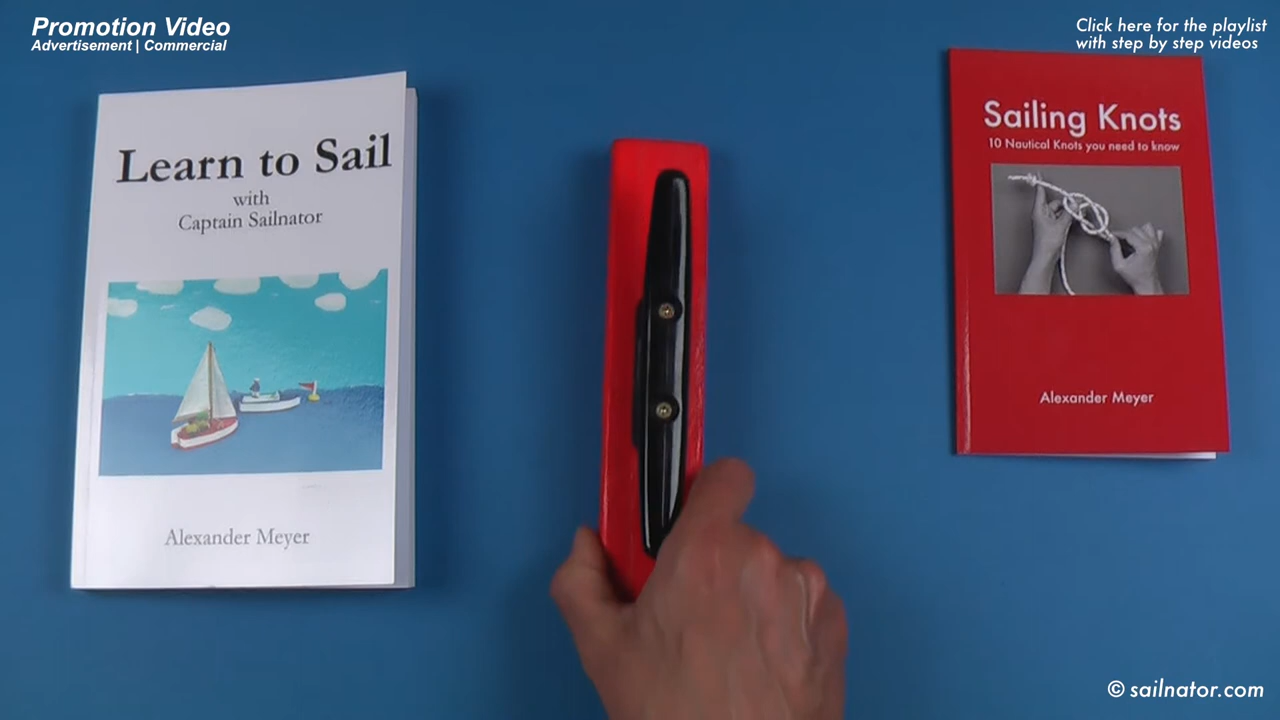 Promotion Video
Advertisement | Commercial
Click here for the playlist
with step by step videos
Learn to Sail
with
Captain Sailnator
Alexander Meyer
Sailing Knots
10 Nautical Knots you need to know
Alexander Meyer
© sailnator.com